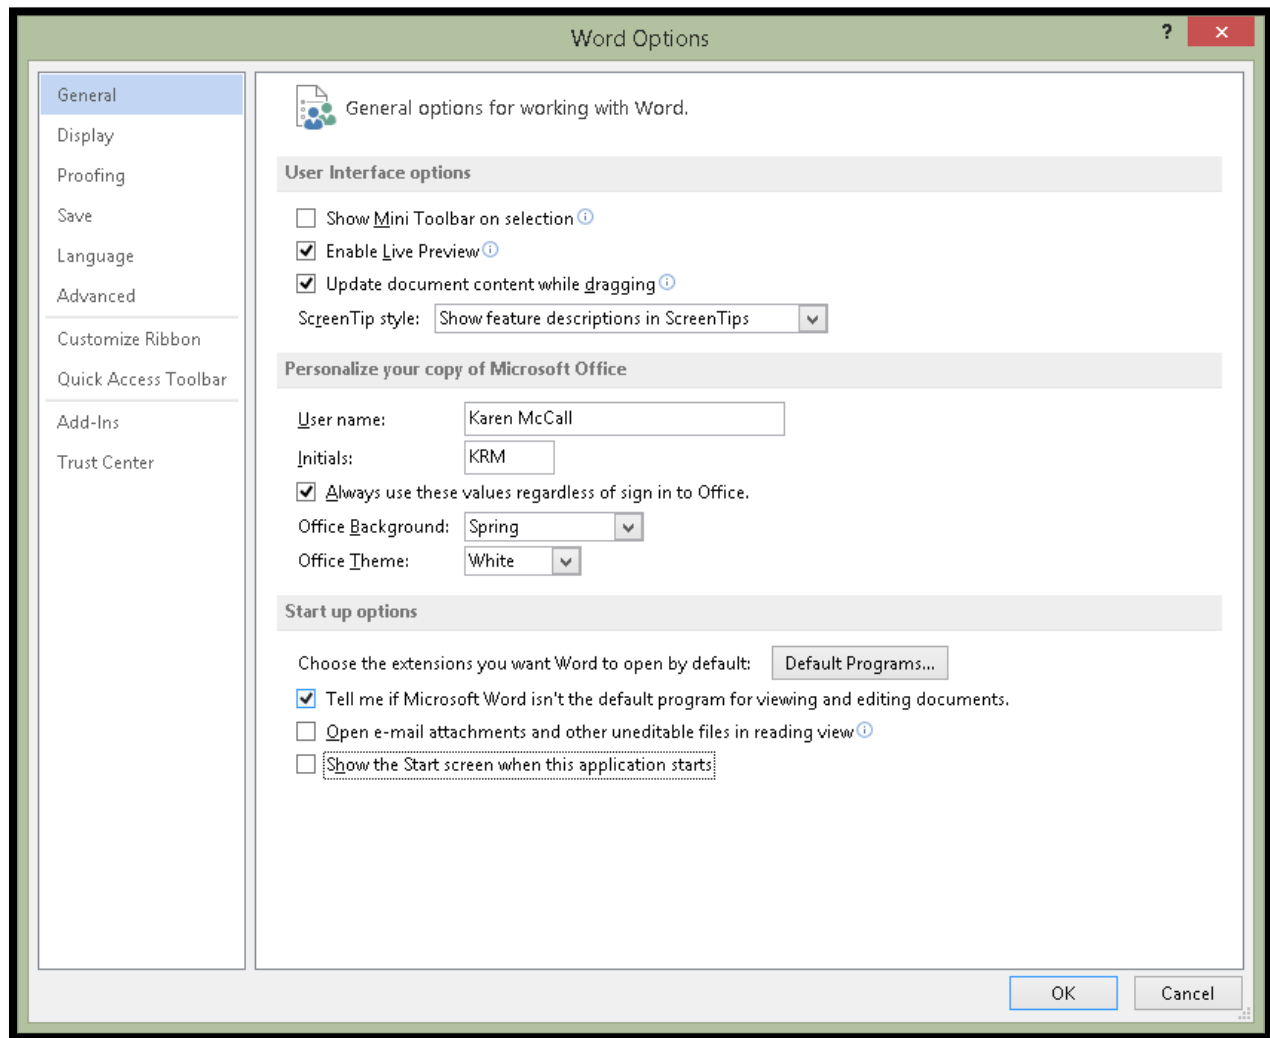 Word Options
?
General
Display
Proofing
Save
Language
Advanced
Customize Ribbon
Quick Access Toolbar
Add-Ins
Trust Center
General options for working with Word.
User Interface options
Show Mini Toolbar on selection
Enable Live Preview
Update document content while dragging
ScreenTip style: Show feature descriptions in ScreenTips
Personalize your copy of Microsoft Office
User name: Karen McCall
Initials: KRM
Always use these values regardless of sign in to Office.
Office Background: Spring
Office Theme: White
Start up options
Choose the extensions you want Word to open by default: Default Programs...
Tell me if Microsoft Word isn't the default program for viewing and editing documents.
Open e-mail attachments and other uneditable files in reading view
Show the Start screen when this application starts
OK Cancel